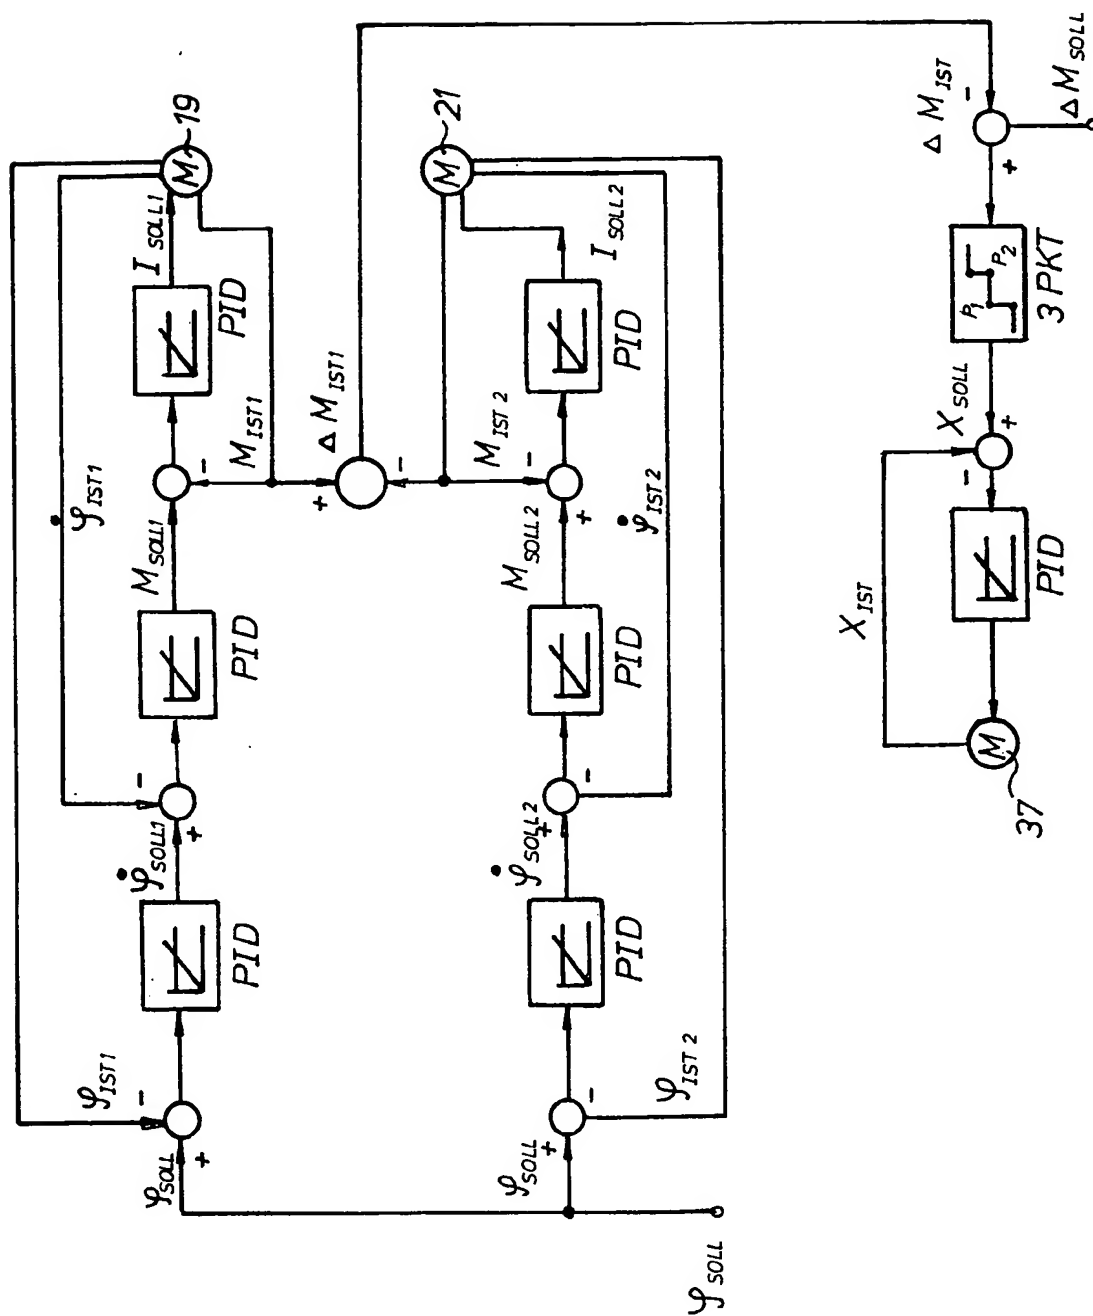 φSOLL
φSOLL
+
φIST1
-
PID
φ̇SOLL1
+
-
φ̇IST1
PID
MSOLL1
-
MIST1
PID
ISOLL1
M
19
φSOLL
+
-
φIST2
PID
φ̇SOLL2
+
-
φ̇IST2
PID
MSOLL2
+
-
MIST2
PID
ISOLL2
M
21
+
-
ΔMIST1
ΔMIST
-
ΔMSOLL
+
P1
P2
3PKT
XSOLL
+
-
XIST
PID
M
37